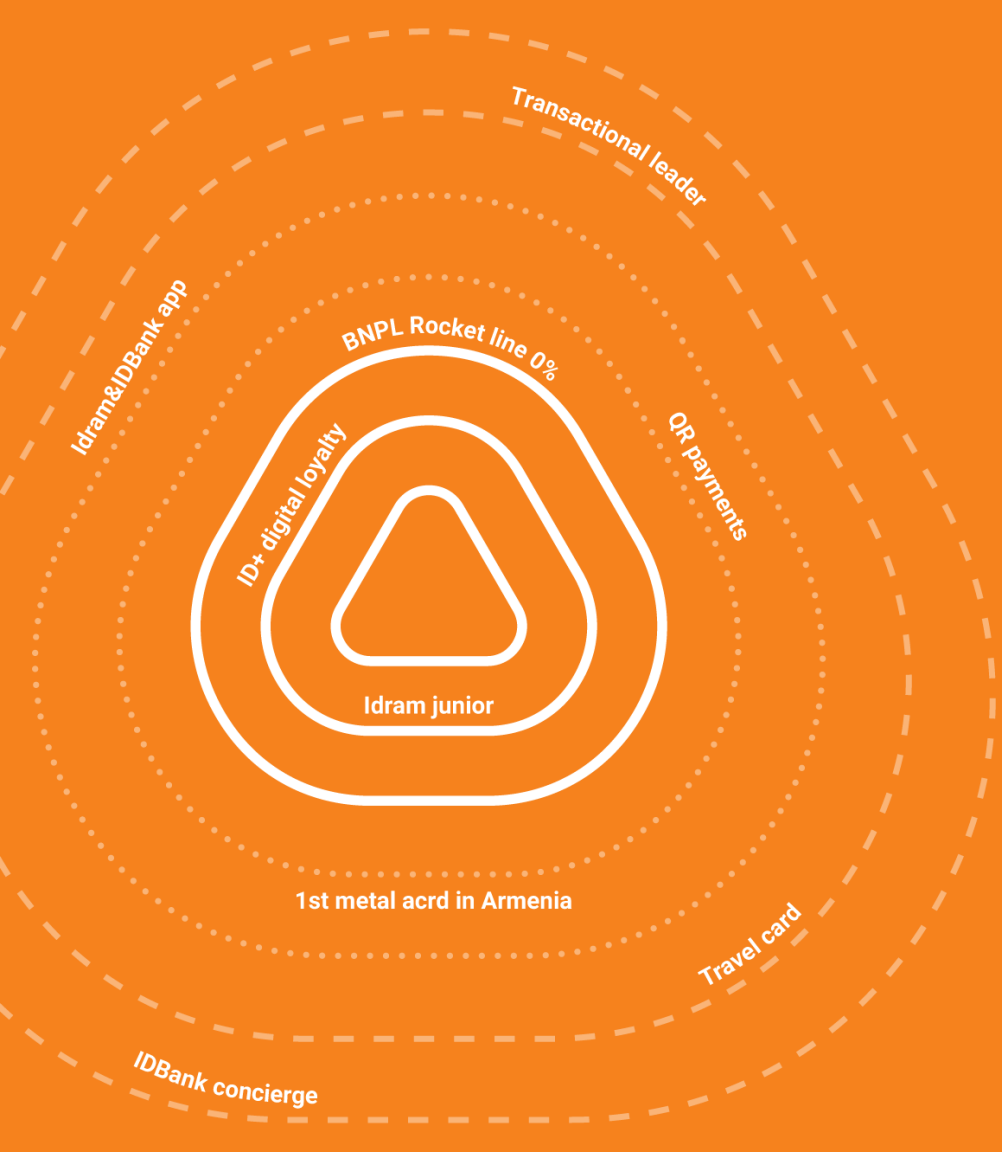 Transactional leader
Idram&IDBank app
BNPL Rocket line 0%
QR payments
ID+ digital loyalty
Idram junior
1st metal acrd in Armenia
Travel card
IDBank concierge